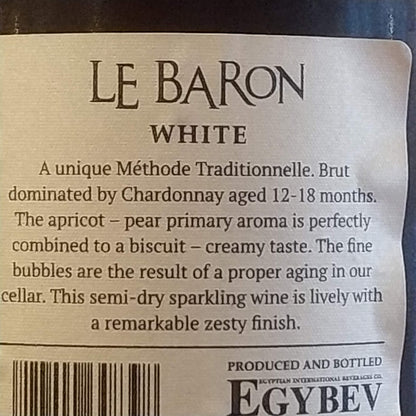 LE BARON
WHITE
A unique Méthode Traditionnelle. Brut
dominated by Chardonnay aged 12-18 months.
The apricot – pear primary aroma is perfectly
combined to a biscuit – creamy taste. The fine
bubbles are the result of a proper aging in our
cellar. This semi-dry sparkling wine is lively with
a remarkable zesty finish.
PRODUCED AND BOTTLED
EGYPTIAN INTERNATIONAL BEVERAGES CO.
EGYBEV